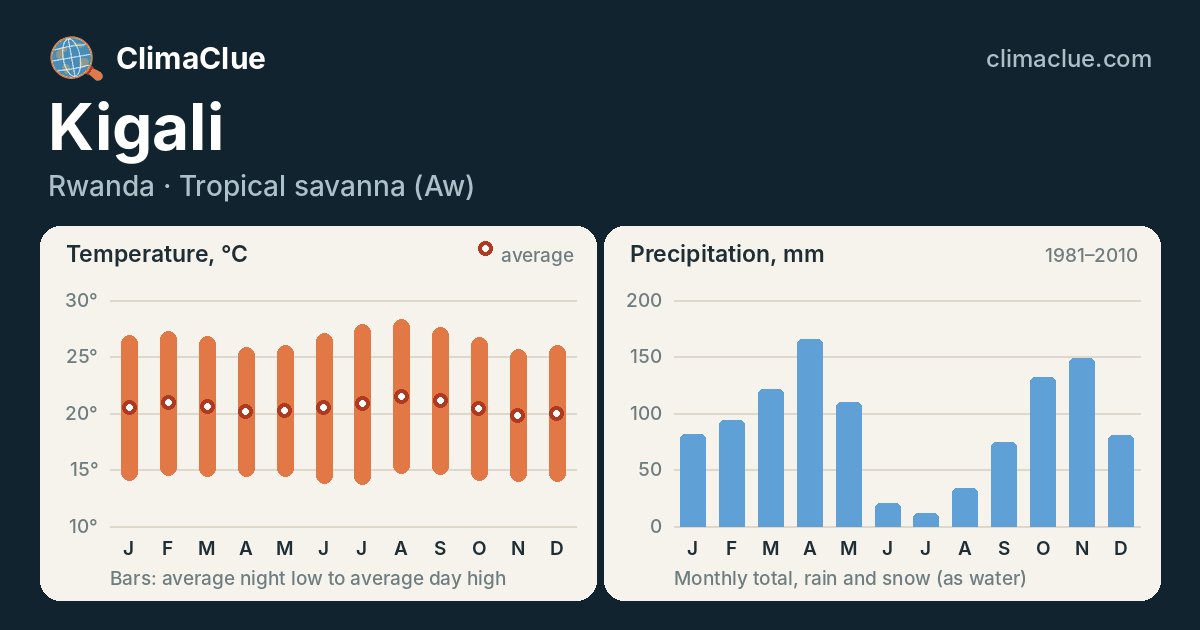 ClimaClue
climaclue.com
Kigali
Rwanda · Tropical savanna (Aw)
Temperature, °C
average
30°
25°
20°
15°
10°
J F M A M J J A S O N D
Bars: average night low to average day high
Precipitation, mm
1981–2010
200
150
100
50
0
J F M A M J J A S O N D
Monthly total, rain and snow (as water)